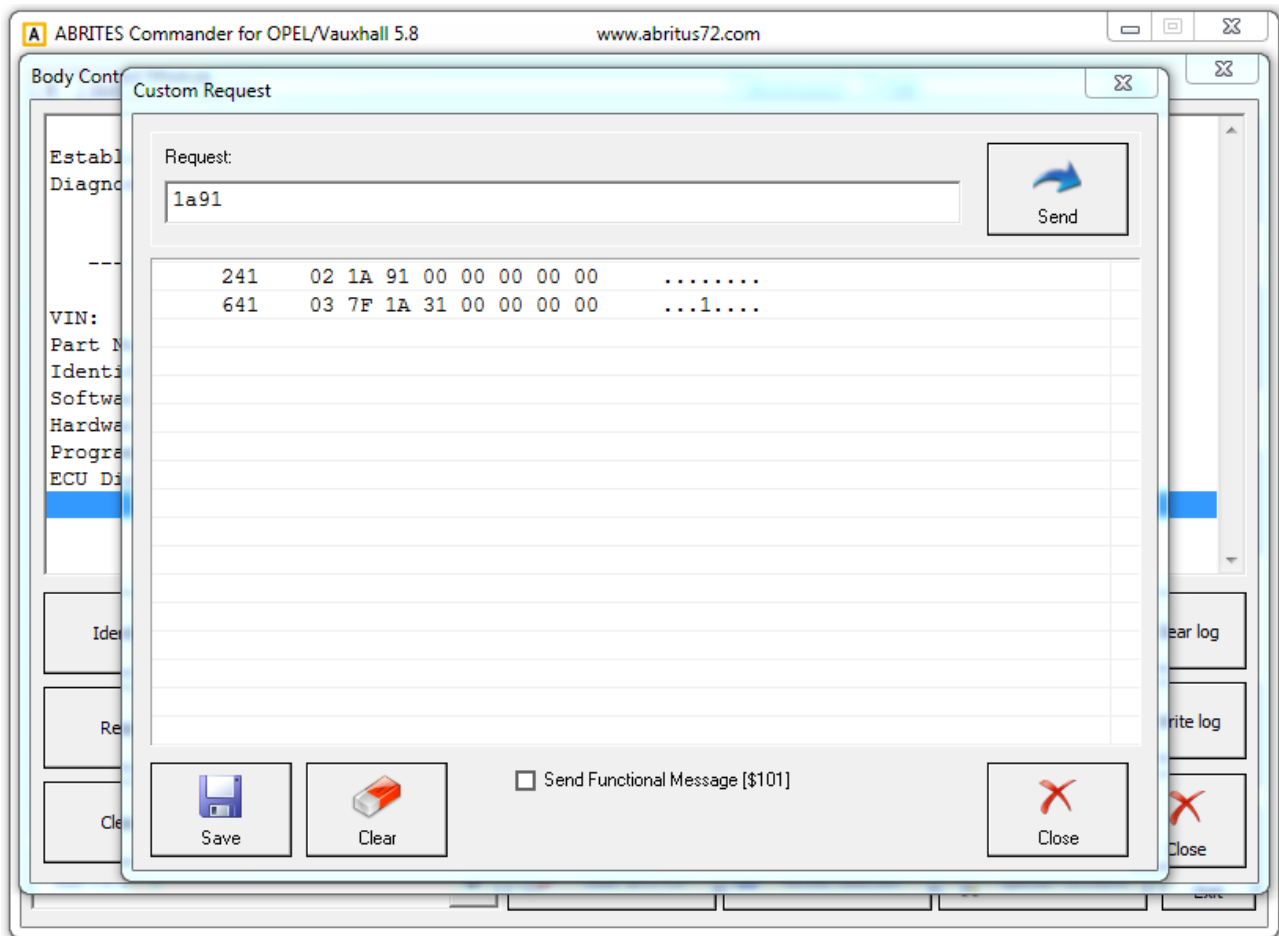 A ABRITES Commander for OPEL/Vauxhall 5.8 www.abritus72.com
Body Cont
Custom Request
Establ
Diagno
Request:
1a91
Send
---
241 02 1A 91 00 00 00 00 00 ........
641 03 7F 1A 31 00 00 00 00 ...1....
VIN:
Part N
Identi
Softwa
Hardwa
Progra
ECU Di
Iden
ear log
Re
rite log
Send Functional Message [$101]
Cle
Save
Clear
Close
Close